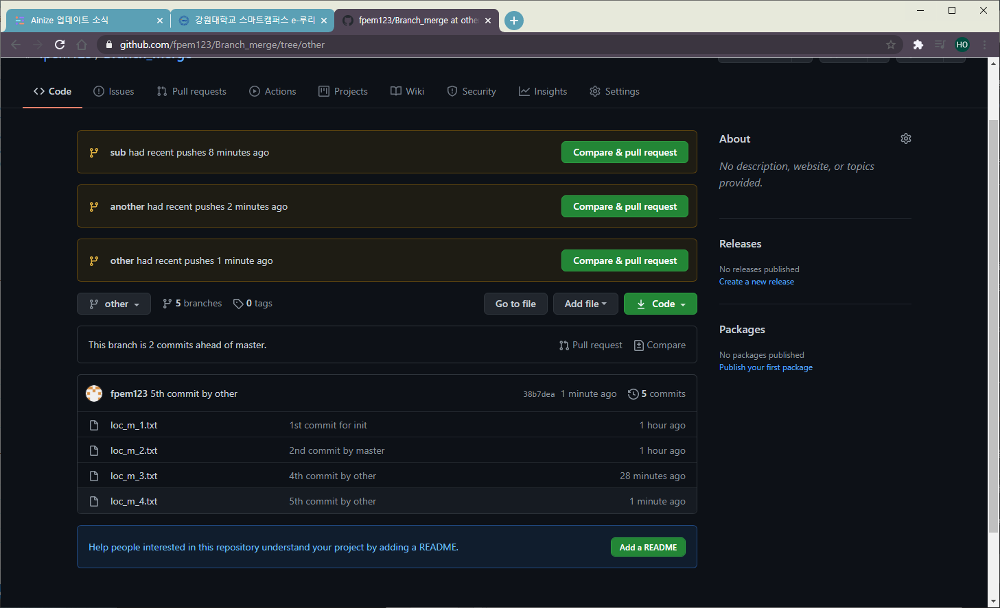 Ainize 업데이트 소식
강원대학교 스마트캠퍼스 e-루리
fpem123/Branch_merge at othe
github.com/fpem123/Branch_merge/tree/other
HO
fpem123 / Branch_merge
Code
Issues
Pull requests
Actions
Projects
Wiki
Security
Insights
Settings
sub had recent pushes 8 minutes ago
Compare & pull request
another had recent pushes 2 minutes ago
Compare & pull request
other had recent pushes 1 minute ago
Compare & pull request
other
5 branches
0 tags
Go to file
Add file
Code
This branch is 2 commits ahead of master.
Pull request
Compare
fpem123 5th commit by other
38b7dea 1 minute ago
5 commits
loc_m_1.txt 1st commit for init 1 hour ago
loc_m_2.txt 2nd commit by master 1 hour ago
loc_m_3.txt 4th commit by other 28 minutes ago
loc_m_4.txt 5th commit by other 1 minute ago
Help people interested in this repository understand your project by adding a README.
Add a README
About
No description, website, or topics
provided.
Releases
No releases published
Create a new release
Packages
No packages published
Publish your first package